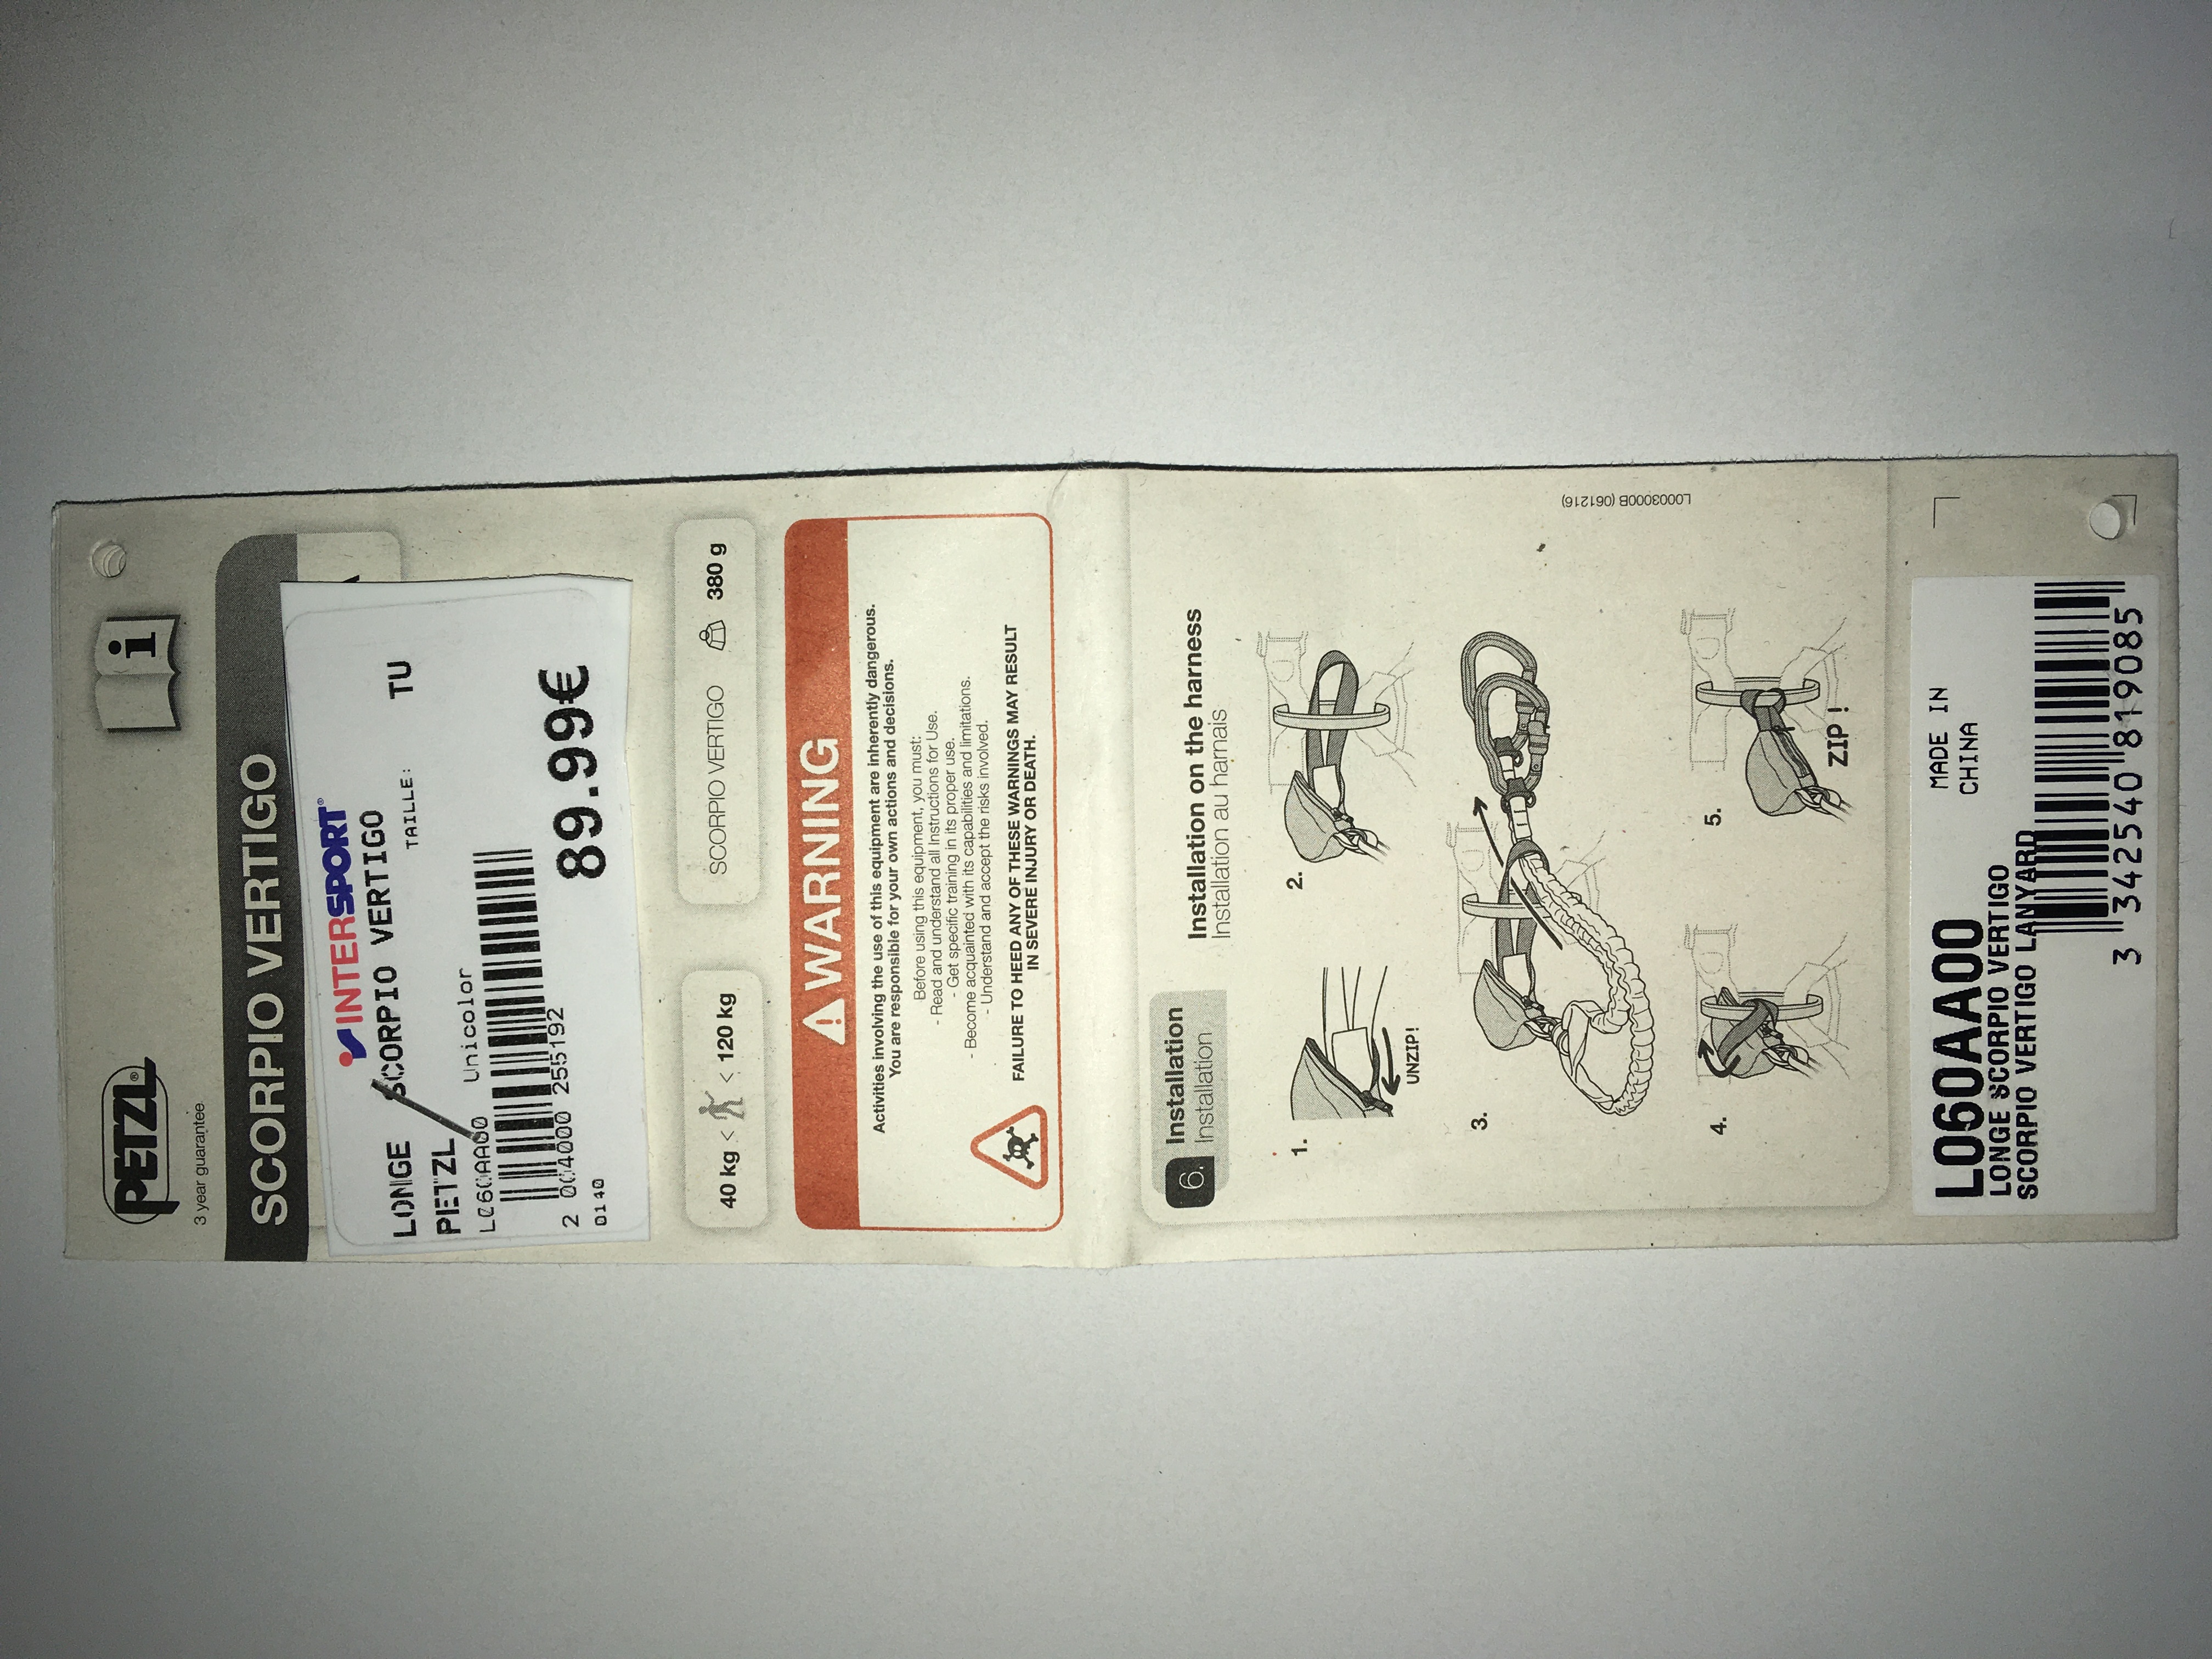 PETZL®
3 year guarantee
i
SCORPIO VERTIGO
INTERSPORT®
LONGE SCORPIO VERTIGO
PETZL TAILLE: TU
L060AA00 Unicolor
2 004000 255192
89.99€
0140
40 kg < < 120 kg
SCORPIO VERTIGO 380 g
WARNING
Activities involving the use of this equipment are inherently dangerous.
You are responsible for your own actions and decisions.
Before using this equipment, you must:
- Read and understand all Instructions for Use.
- Get specific training in its proper use.
- Become acquainted with its capabilities and limitations.
- Understand and accept the risks involved.
FAILURE TO HEED ANY OF THESE WARNINGS MAY RESULT
IN SEVERE INJURY OR DEATH.
6. Installation
Installation
Installation on the harness
Installation au harnais
1.
UNZIP!
2.
3.
4.
5.
ZIP !
L0003000B (061216)
L060AA00
LONGE SCORPIO VERTIGO
SCORPIO VERTIGO LANYARD
MADE IN
CHINA
3 342540 819085